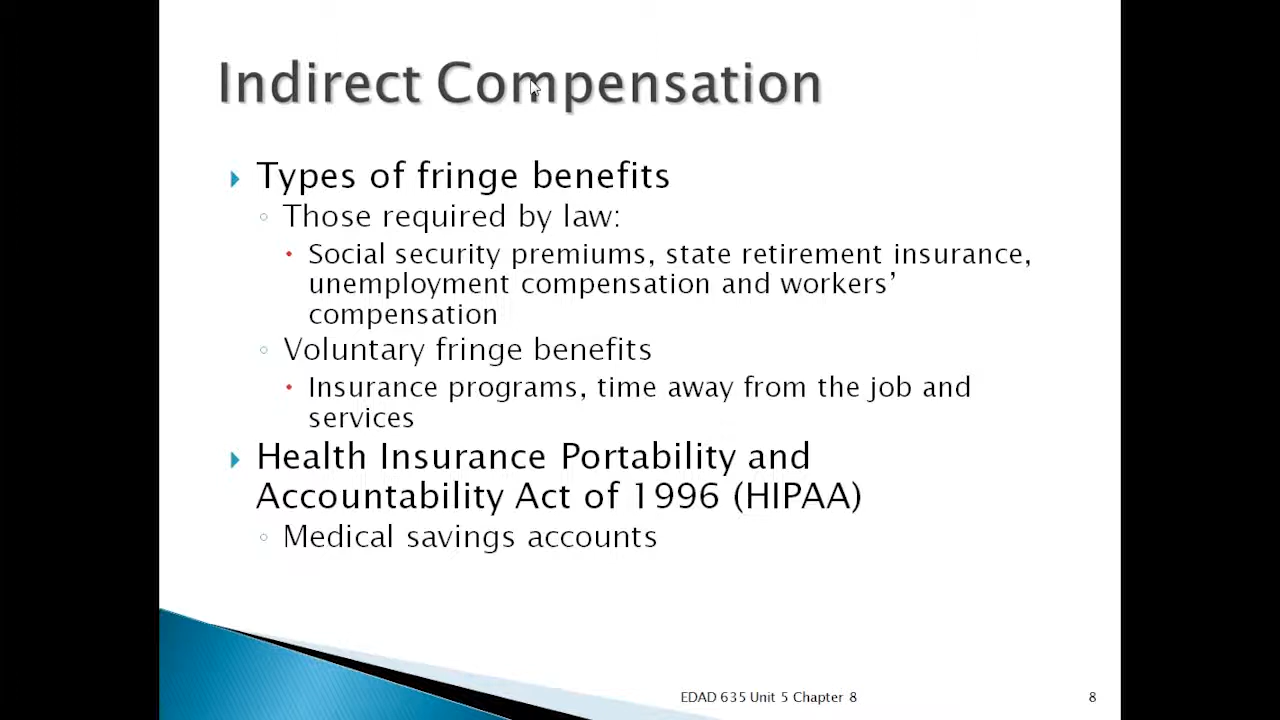 Indirect Compensation
Types of fringe benefits
Those required by law:
Social security premiums, state retirement insurance,
unemployment compensation and workers’
compensation
Voluntary fringe benefits
Insurance programs, time away from the job and
services
Health Insurance Portability and
Accountability Act of 1996 (HIPAA)
Medical savings accounts
EDAD 635 Unit 5 Chapter 8
8